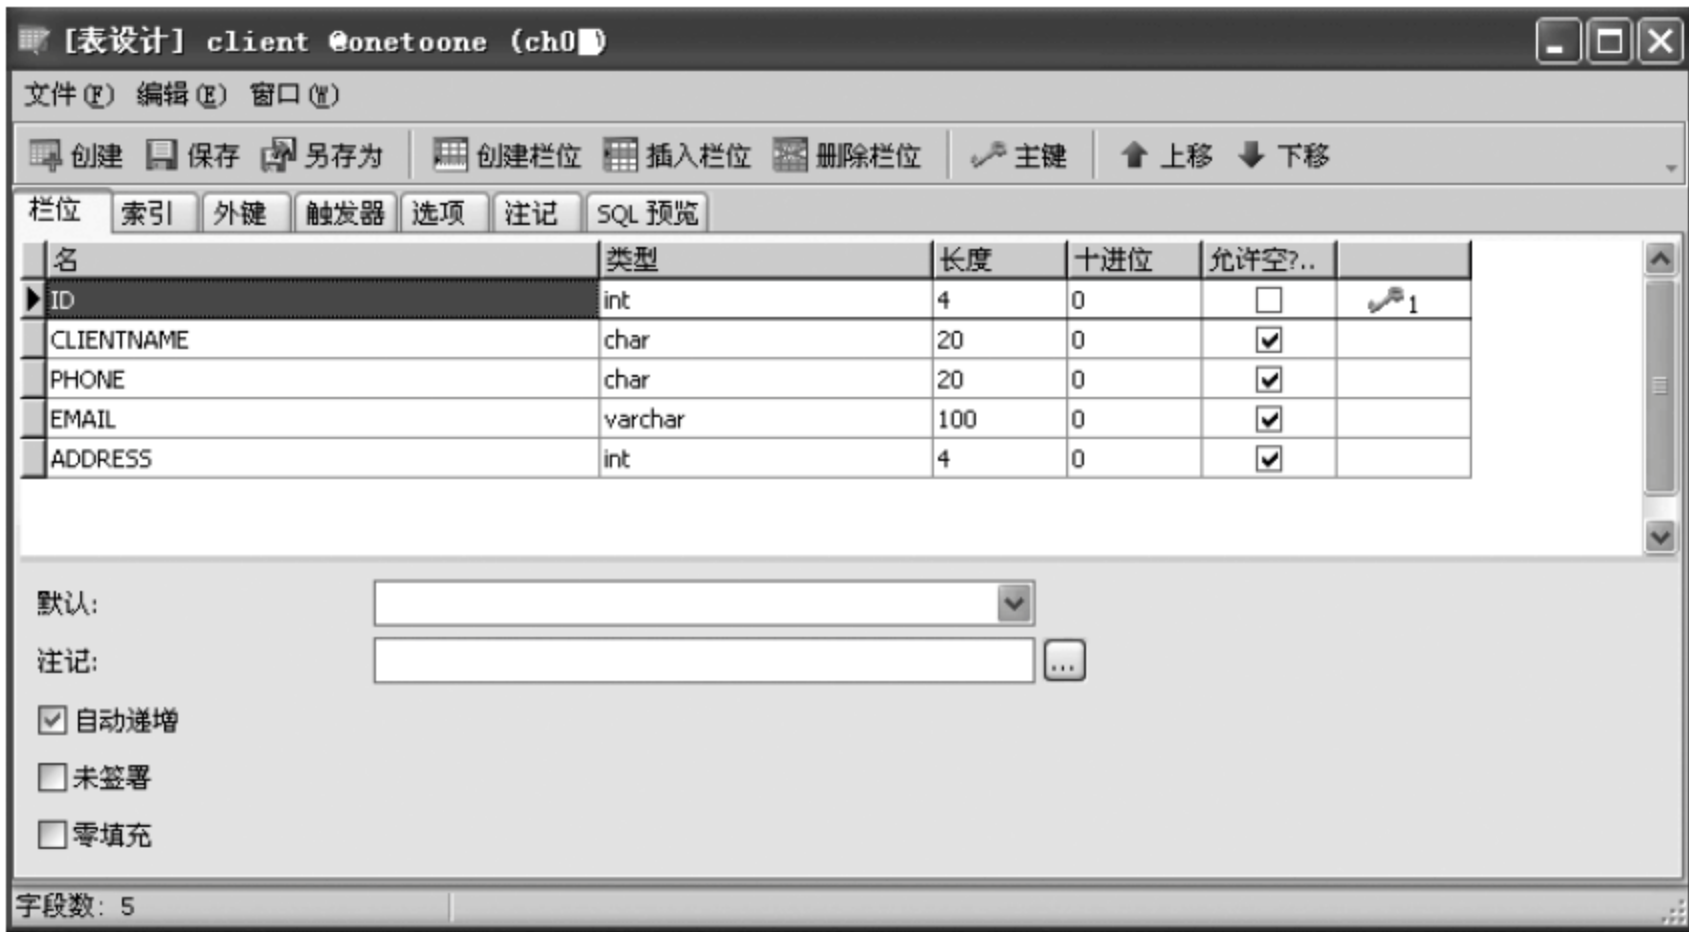 [表设计] client @onetoone (ch0)
文件(F) 编辑(E) 窗口(W)
创建 保存 另存为 创建栏位 插入栏位 删除栏位 主键 上移 下移
栏位 索引 外键 触发器 选项 注记 SQL 预览
名 类型 长度 十进位 允许空?..
ID int 4 0 1
CLIENTNAME char 20 0
PHONE char 20 0
EMAIL varchar 100 0
ADDRESS int 4 0
默认:
注记:
...
自动递增
未签署
零填充
字段数: 5